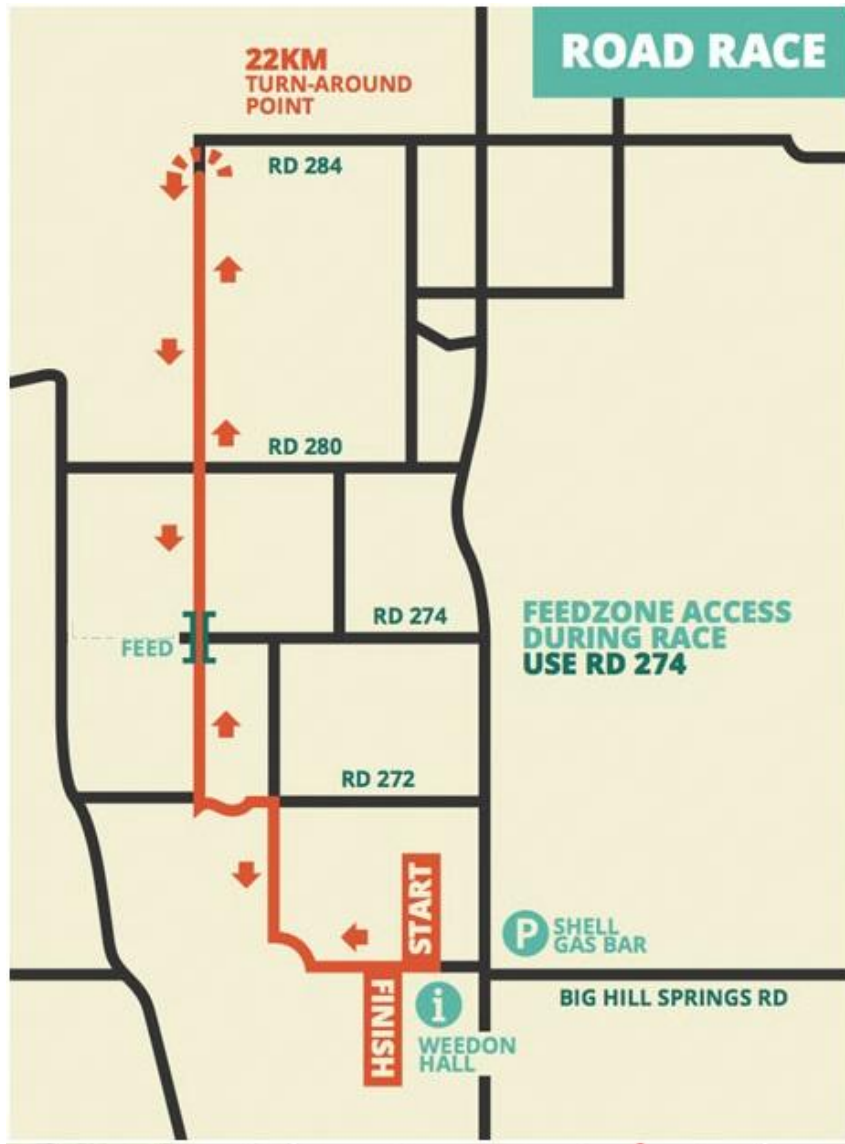 ROAD RACE
22KM
TURN-AROUND
POINT
RD 284
RD 280
RD 274
FEED
FEEDZONE ACCESS
DURING RACE
USE RD 274
RD 272
START
P
SHELL
GAS BAR
FINISH
i
WEEDON
HALL
BIG HILL SPRINGS RD